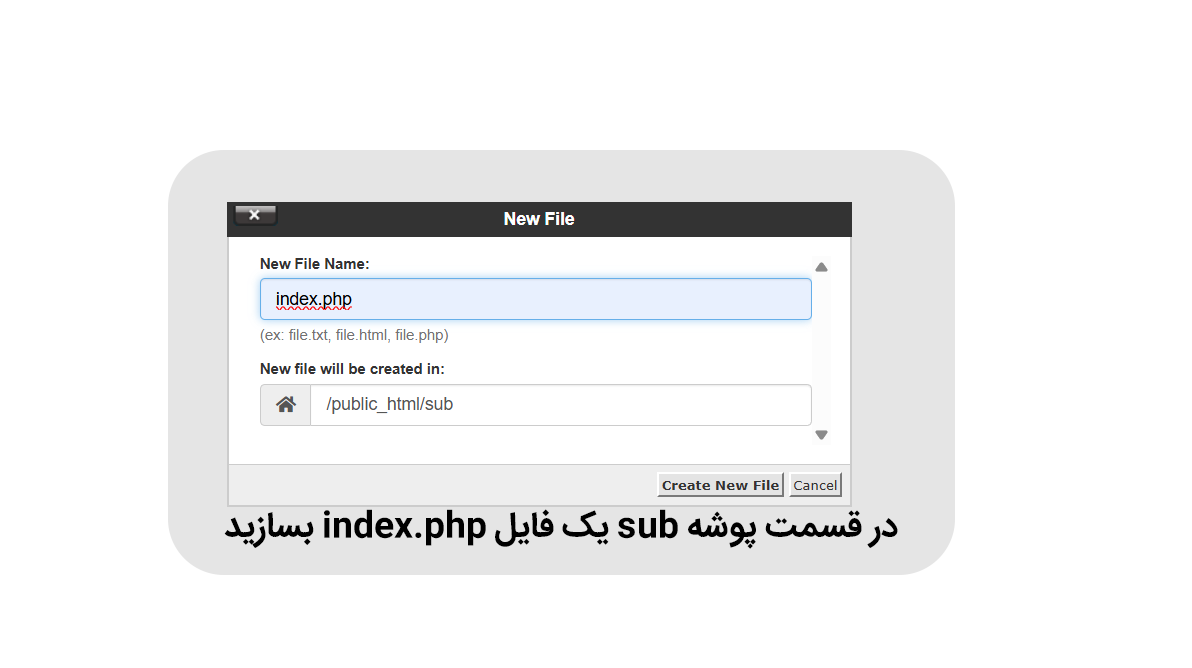 New File
New File Name:
index.php
(ex: file.txt, file.html, file.php)
New file will be created in:
/public_html/sub
Create New File Cancel
در قسمت پوشه sub یک فایل index.php بسازید